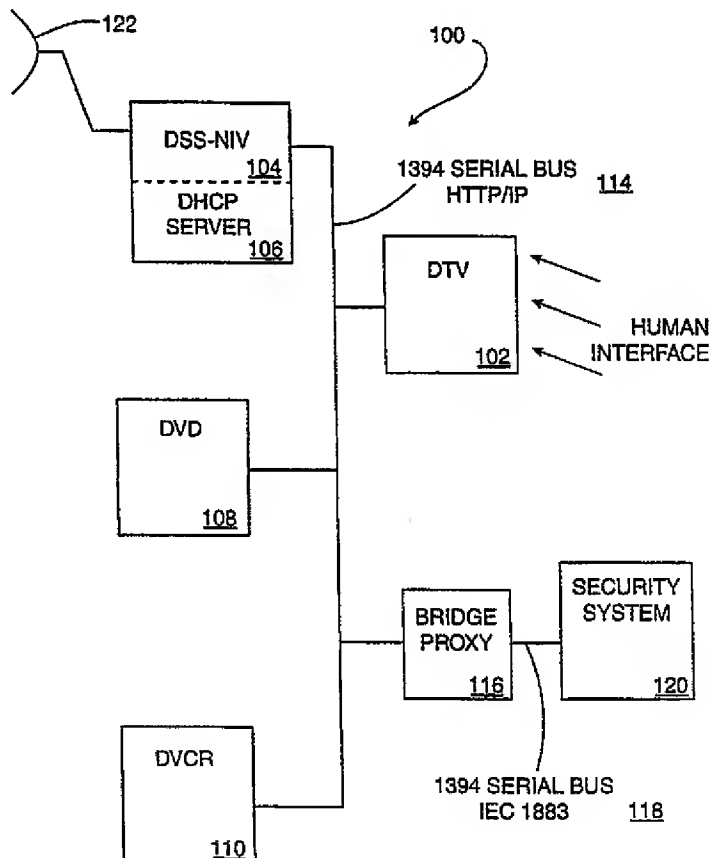 122
100
DSS-NIV
104
DHCP
SERVER
106
1394 SERIAL BUS
HTTP/IP
114
DTV
102
HUMAN
INTERFACE
DVD
108
BRIDGE
PROXY
116
SECURITY
SYSTEM
120
DVCR
110
1394 SERIAL BUS
IEC 1883
118